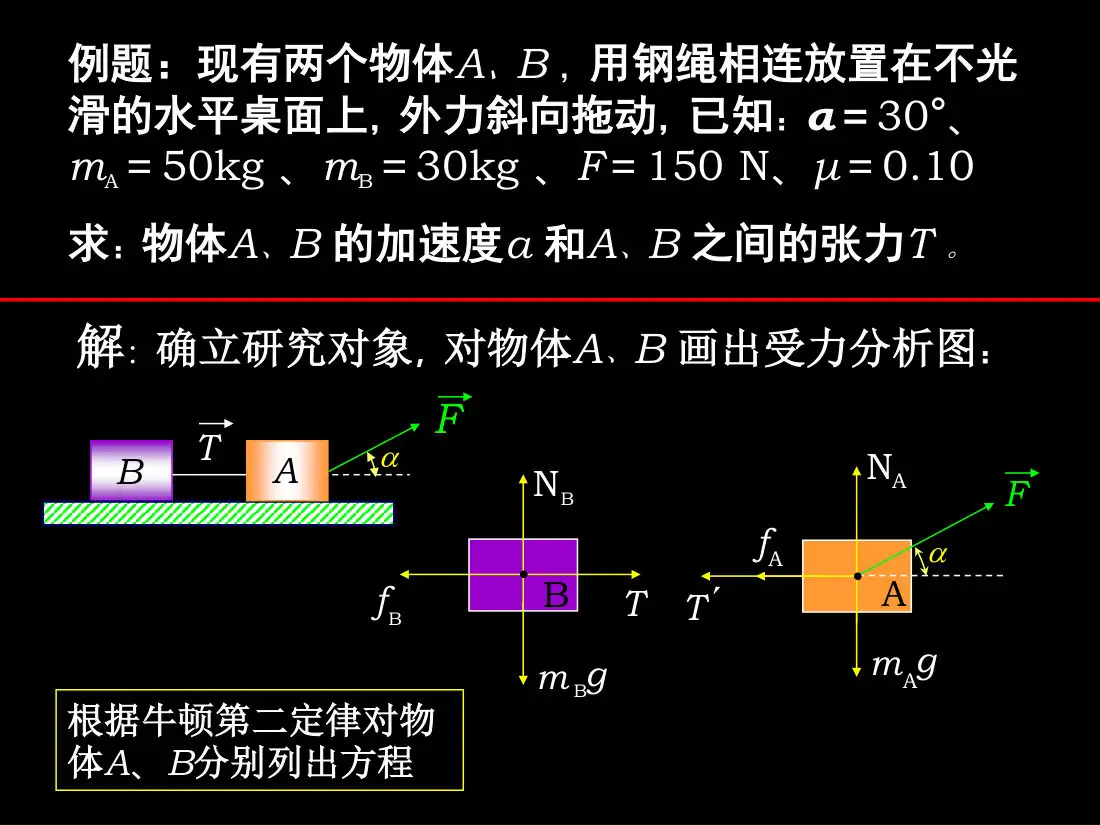 例题：现有两个物体A、B，用钢绳相连放置在不光
滑的水平桌面上，外力斜向拖动，已知：a＝30°、
mA＝50kg 、mB＝30kg 、F＝150 N、μ＝0.10
求：物体A、B 的加速度a 和A、B 之间的张力T 。
解：确立研究对象，对物体A、B 画出受力分析图：
F
T
α
B
A
NB
fB
B
T
mBg
NA
F
fA
α
T´
A
mAg
根据牛顿第二定律对物
体A、B分别列出方程